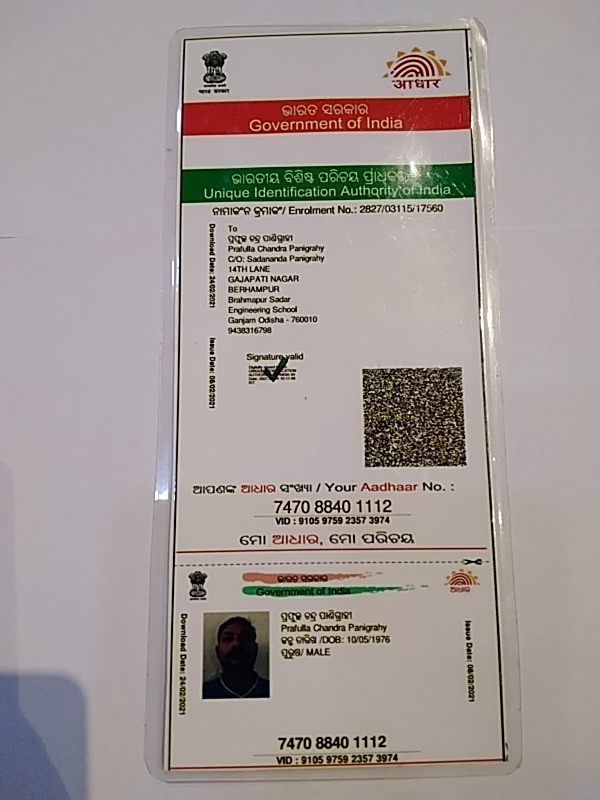 भारत सरकार
आधार
ଭାରତ ସରକାର
Government of India
ଭାରତୀୟ ବିଶିଷ୍ଟ ପରିଚୟ ପ୍ରାଧିକରଣ
Unique Identification Authority of India
ନାମାଙ୍କନ କ୍ରମାଙ୍କ/ Enrolment No.: 2827/03115/17560
Download Date: 24/02/2021
Issue Date: 08/02/2021
To
ପ୍ରଫୁଲ୍ଲ ଚନ୍ଦ୍ର ପାଣିଗ୍ରାହୀ
Prafulla Chandra Panigrahy
C/O: Sadananda Panigrahy
14TH LANE
GAJAPATI NAGAR
BERHAMPUR
Brahmapur Sadar
Engineering School
Ganjam Odisha - 760010
9438316798
Signature valid
ଆପଣଙ୍କ ଆଧାର ସଂଖ୍ୟା / Your Aadhaar No. :
7470 8840 1112
VID : 9105 9759 2357 3974
ମୋ ଆଧାର, ମୋ ପରିଚୟ
ଭାରତ ସରକାର
Government of India
ଆଧାର
Download Date: 24/02/2021
ପ୍ରଫୁଲ୍ଲ ଚନ୍ଦ୍ର ପାଣିଗ୍ରାହୀ
Prafulla Chandra Panigrahy
ଜନ୍ମ ତାରିଖ /DOB: 10/05/1976
ପୁରୁଷ/ MALE
Issue Date: 08/02/2021
7470 8840 1112
VID : 9105 9759 2357 3974